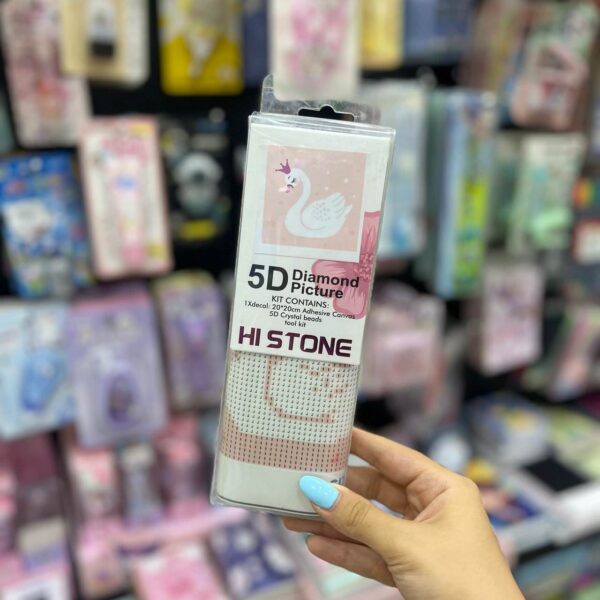 5D Diamond
Picture
KIT CONTAINS:
1Xdecal: 20*20cm Adhesive Canvas
5D Crystal beads
tool kit
HI STONE